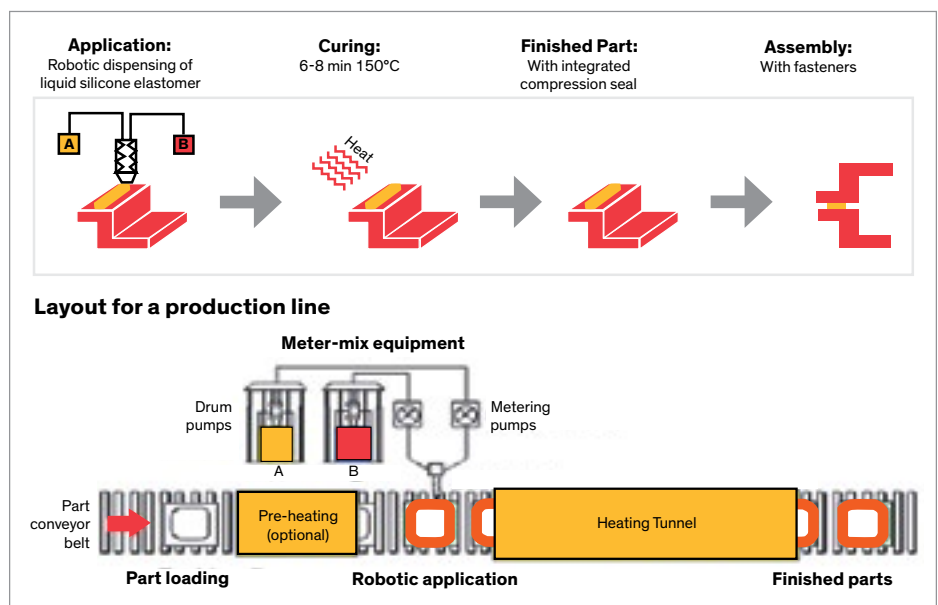 Application:
Robotic dispensing of
liquid silicone elastomer
Curing:
6-8 min 150°C
Finished Part:
With integrated
compression seal
Assembly:
With fasteners
A
B
Heat
Layout for a production line
Meter-mix equipment
Drum
pumps
Metering
pumps
A
B
Part
conveyor
belt
Pre-heating
(optional)
Heating Tunnel
Part loading
Robotic application
Finished parts